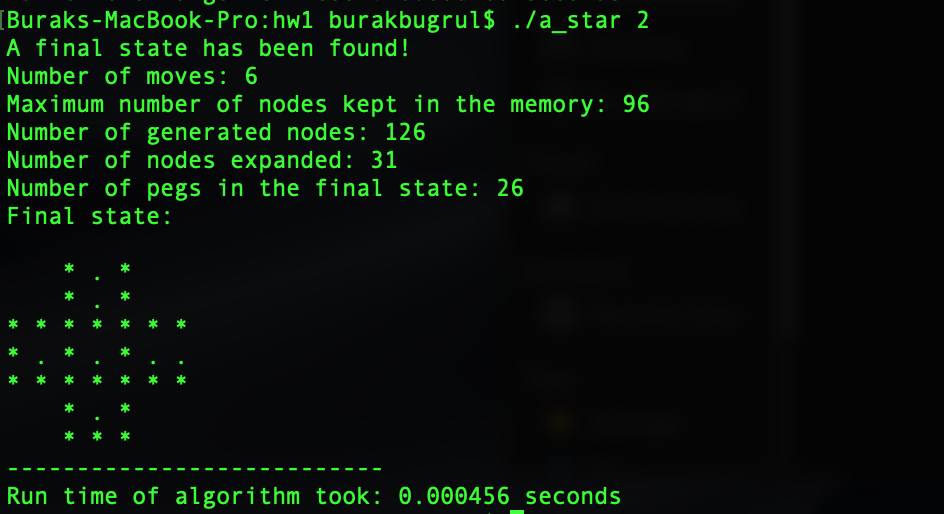 Buraks-MacBook-Pro:hw1 burakbugrul$ ./a_star 2
A final state has been found!
Number of moves: 6
Maximum number of nodes kept in the memory: 96
Number of generated nodes: 126
Number of nodes expanded: 31
Number of pegs in the final state: 26
Final state:

    * . *
    * . *
* * * * * * *
* . * . * . .
* * * * * * *
    * . *
    * * *
---------------------------
Run time of algorithm took: 0.000456 seconds